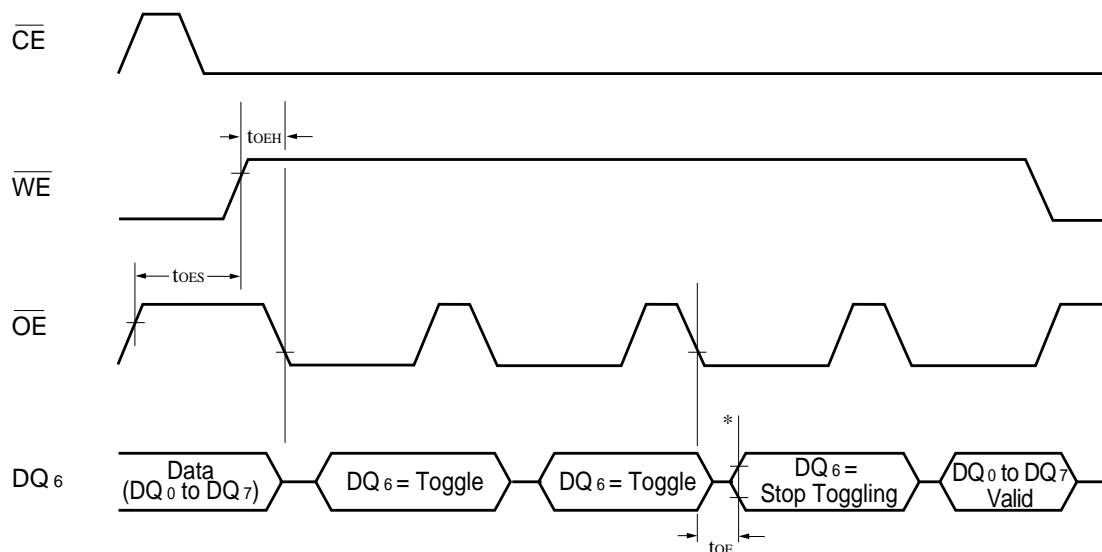 CE
tOEH
WE
tOES
OE
*
DQ6
Data
(DQ0 to DQ7)
DQ6 = Toggle
DQ6 = Toggle
DQ6 =
Stop Toggling
DQ0 to DQ7
Valid
tOE